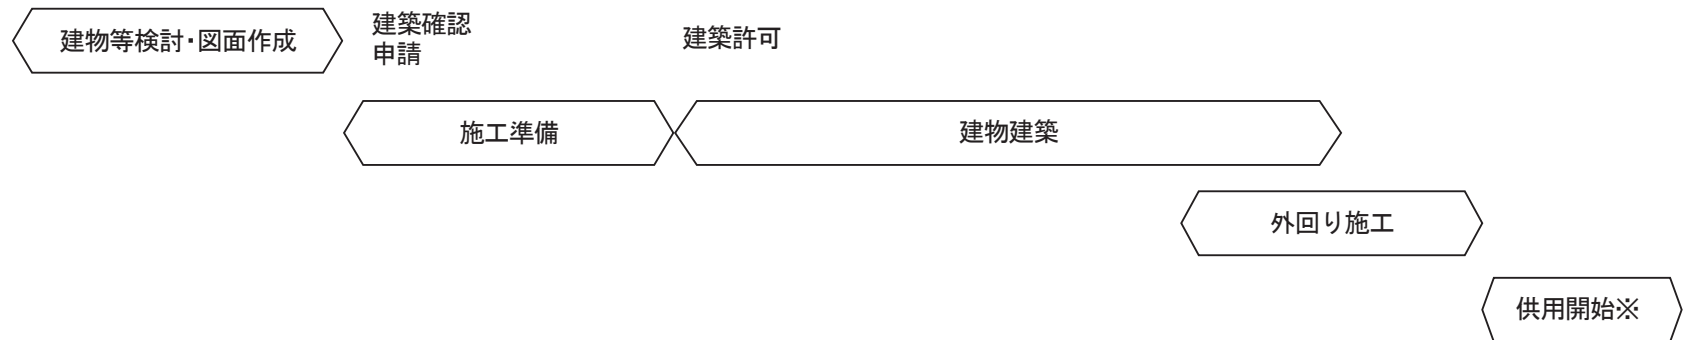 建物等検討・図面作成
建築確認
申請
建築許可
施工準備
建物建築
外回り施工
供用開始※